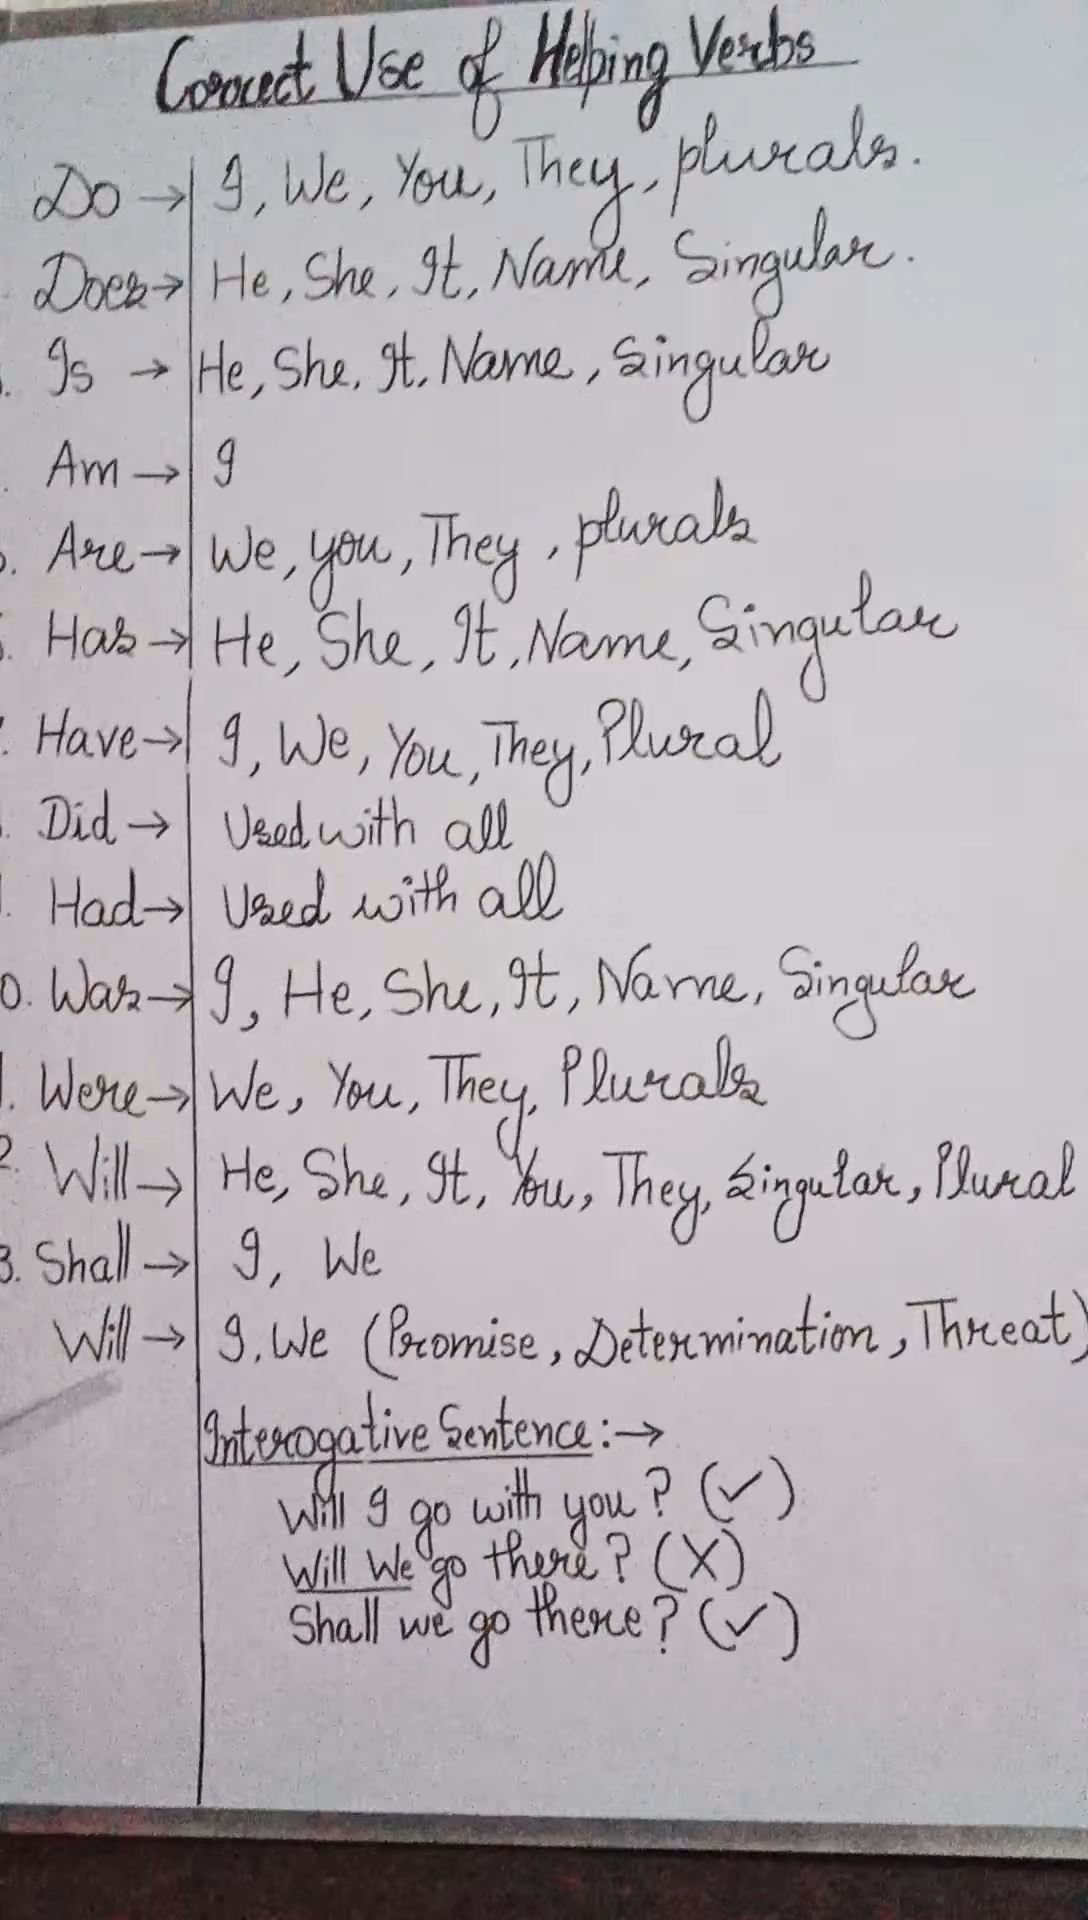 Correct Use of Helping Verbs
Do → I, We, You, They, plurals.
Does → He, She, It, Name, Singular.
. Is → He, She, It, Name, Singular
. Am → I
. Are → We, you, They, plurals
. Has → He, She, It, Name, Singular
. Have → I, We, You, They, Plural
. Did → Used with all
. Had → Used with all
0. Was → I, He, She, It, Name, Singular
. Were → We, You, They, Plurals
2. Will → He, She, It, You, They, Singular, Plural
3. Shall → I, We
Will → I, We (Promise, Determination, Threat)
Interogative Sentence :→
Will I go with you? (✓)
Will We go there? (X)
Shall we go there? (✓)